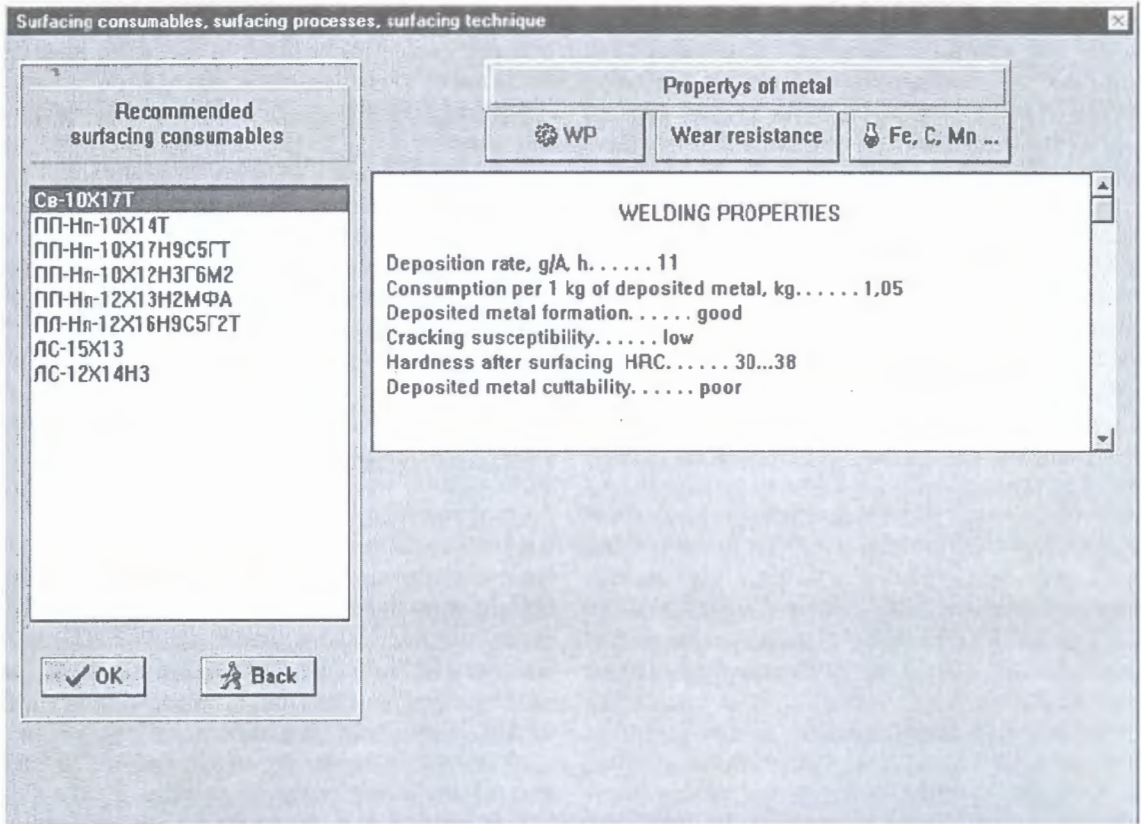 Surfacing consumables, surfacing processes, surfacing technique
Recommended
surfacing consumables
Св-10Х17Т
ПП-Нп-10Х14Т
ПП-Нп-10Х17Н9С5ГТ
ПП-Нп-10Х12Н3Г6М2
ПП-Нп-12Х13Н2МФА
ПЛ-Нп-12Х16Н9С5Г2Т
ЛС-15Х13
ЛС-12Х14Н3
OK
Back
Propertys of metal
WP
Wear resistance
Fe, C, Mn ...
WELDING PROPERTIES
Deposition rate, g/A, h...... 11
Consumption per 1 kg of deposited metal, kg...... 1,05
Deposited metal formation...... good
Cracking susceptibility...... low
Hardness after surfacing HRC...... 30...38
Deposited metal cuttability...... poor